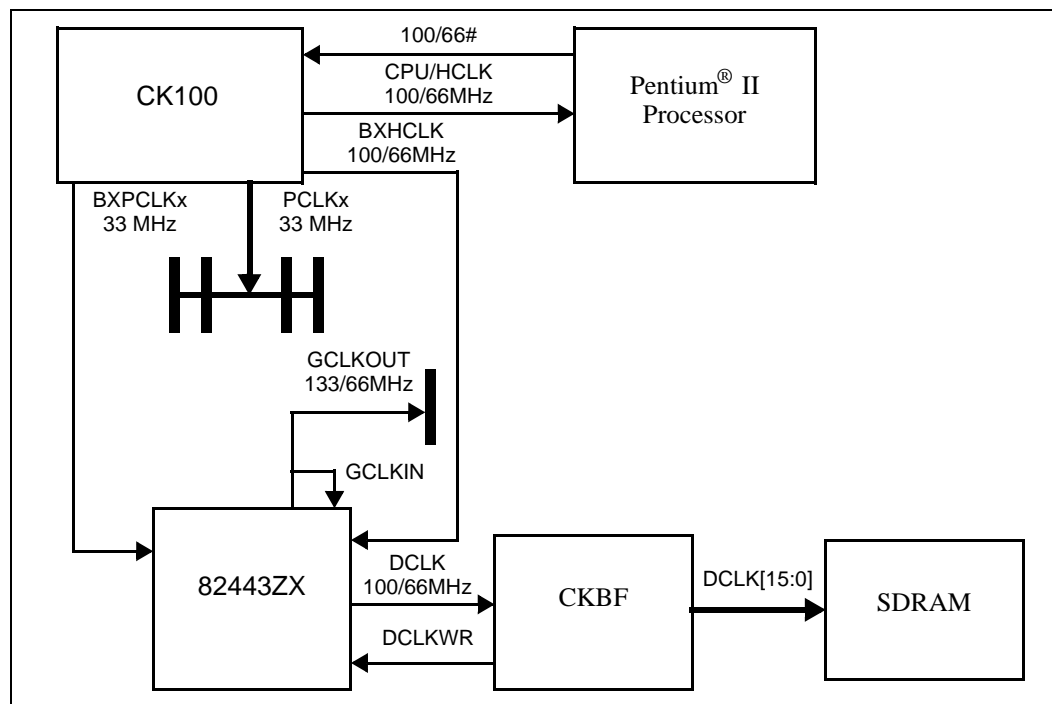 100/66#
CK100
CPU/HCLK
100/66MHz
Pentium® II
Processor
BXHCLK
100/66MHz
BXPCLKx
33 MHz
PCLKx
33 MHz
GCLKOUT
133/66MHz
GCLKIN
82443ZX
DCLK
100/66MHz
DCLKWR
CKBF
DCLK[15:0]
SDRAM